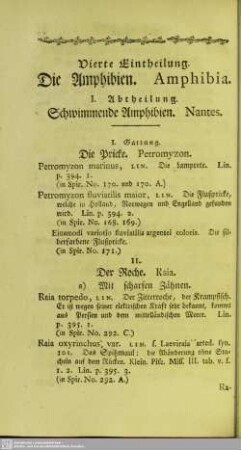 Vierte Eintheilung.
Die Amphibien. Amphibia.
I. Abtheilung.
Schwimmende Amphibien. Nantes.
I. Gattung.
Die Pricke. Petromyzon.
Petromyzon marinus, LIN. Die Lamprete. Lin.
p. 394. 1.
(in Spir. No. 170. und 170. A.)
Petromyzon fluviatilis maior, LIN. Die Flußpricke,
welche in Holland, Norwegen und Engelland gefunden
wird. Lin. p. 394. 2.
(in Spir. No. 168. 169.)
Eiusmodi variatio fluviatilis argentei coloris. Die sil-
berfarbene Flußpricke.
(in Spir. No. 171.)
II.
Der Roche. Raia.
a) Mit scharfen Zähnen.
Raia torpedo, LIN. Der Zitterroche, der Krampffisch.
Er ist wegen seiner elektrischen Kraft sehr bekannt, kommt
aus Persien und dem mittelländischen Meere. Lin.
p. 395. 1.
(in Spir. No. 292. C.)
Raia oxyrinchus, var. LIN. s. Laeviraia arted. syn.
101. Das Spitzmaul; die Abänderung ohne Sta-
cheln auf dem Rücken. Klein. Pisc. Miss. III. tab. v. f.
1. 2. Lin. p. 395. 3.
(in Spir. No. 292. A.)
Ra-